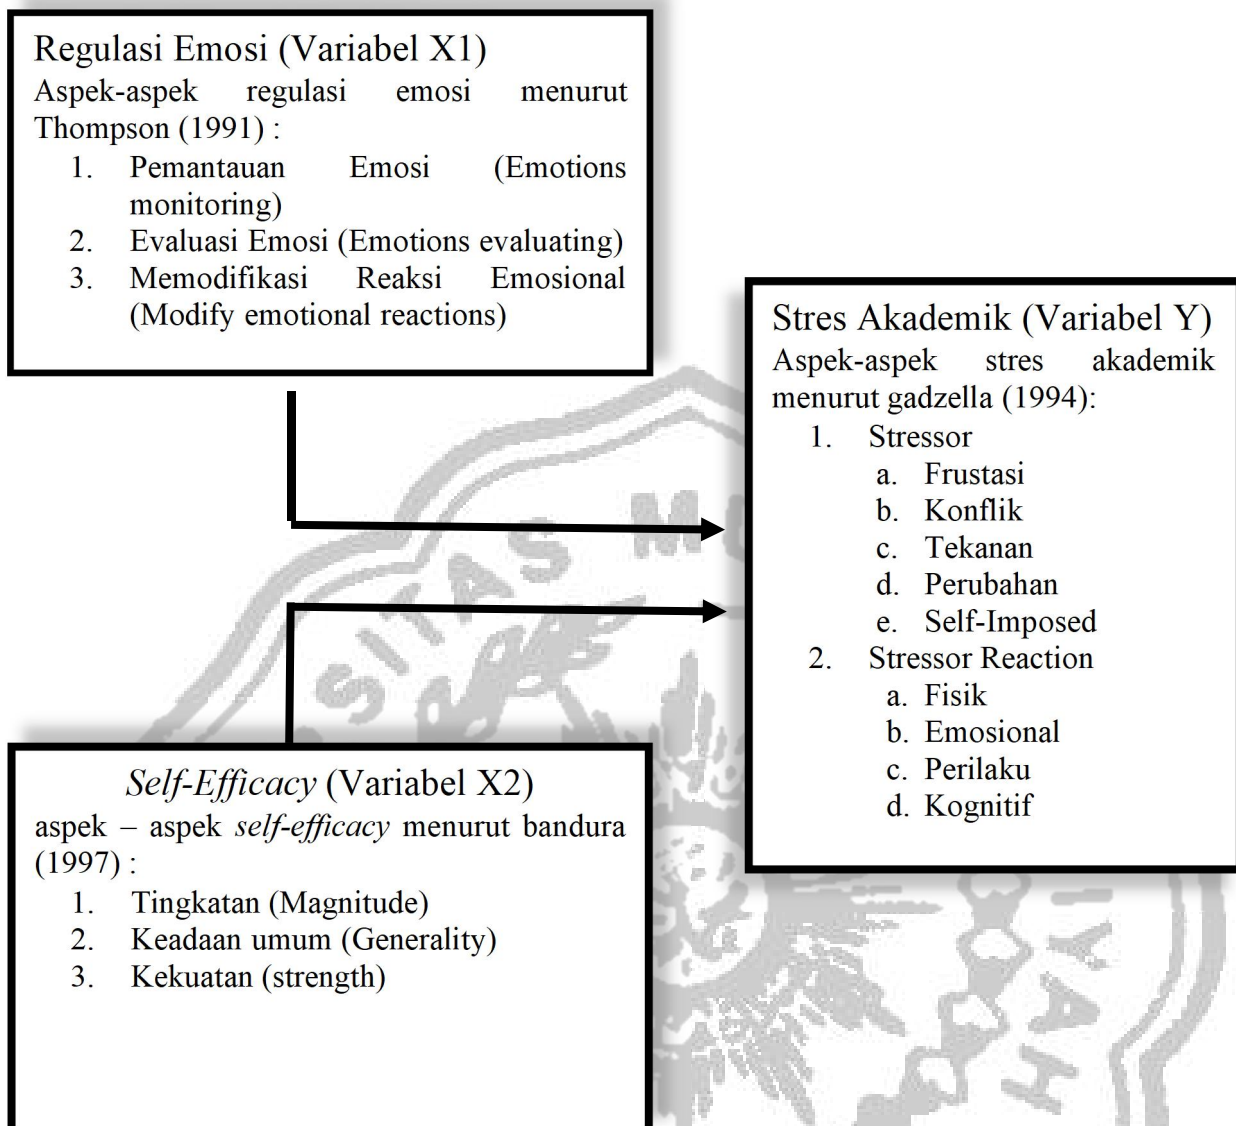 Regulasi Emosi (Variabel X1)
Aspek-aspek regulasi emosi menurut
Thompson (1991) :
1. Pemantauan Emosi (Emotions
monitoring)
2. Evaluasi Emosi (Emotions evaluating)
3. Memodifikasi Reaksi Emosional
(Modify emotional reactions)
Stres Akademik (Variabel Y)
Aspek-aspek stres akademik
menurut gadzella (1994):
1. Stressor
a. Frustasi
b. Konflik
c. Tekanan
d. Perubahan
e. Self-Imposed
2. Stressor Reaction
a. Fisik
b. Emosional
c. Perilaku
d. Kognitif
Self-Efficacy (Variabel X2)
aspek – aspek self-efficacy menurut bandura
(1997) :
1. Tingkatan (Magnitude)
2. Keadaan umum (Generality)
3. Kekuatan (strength)